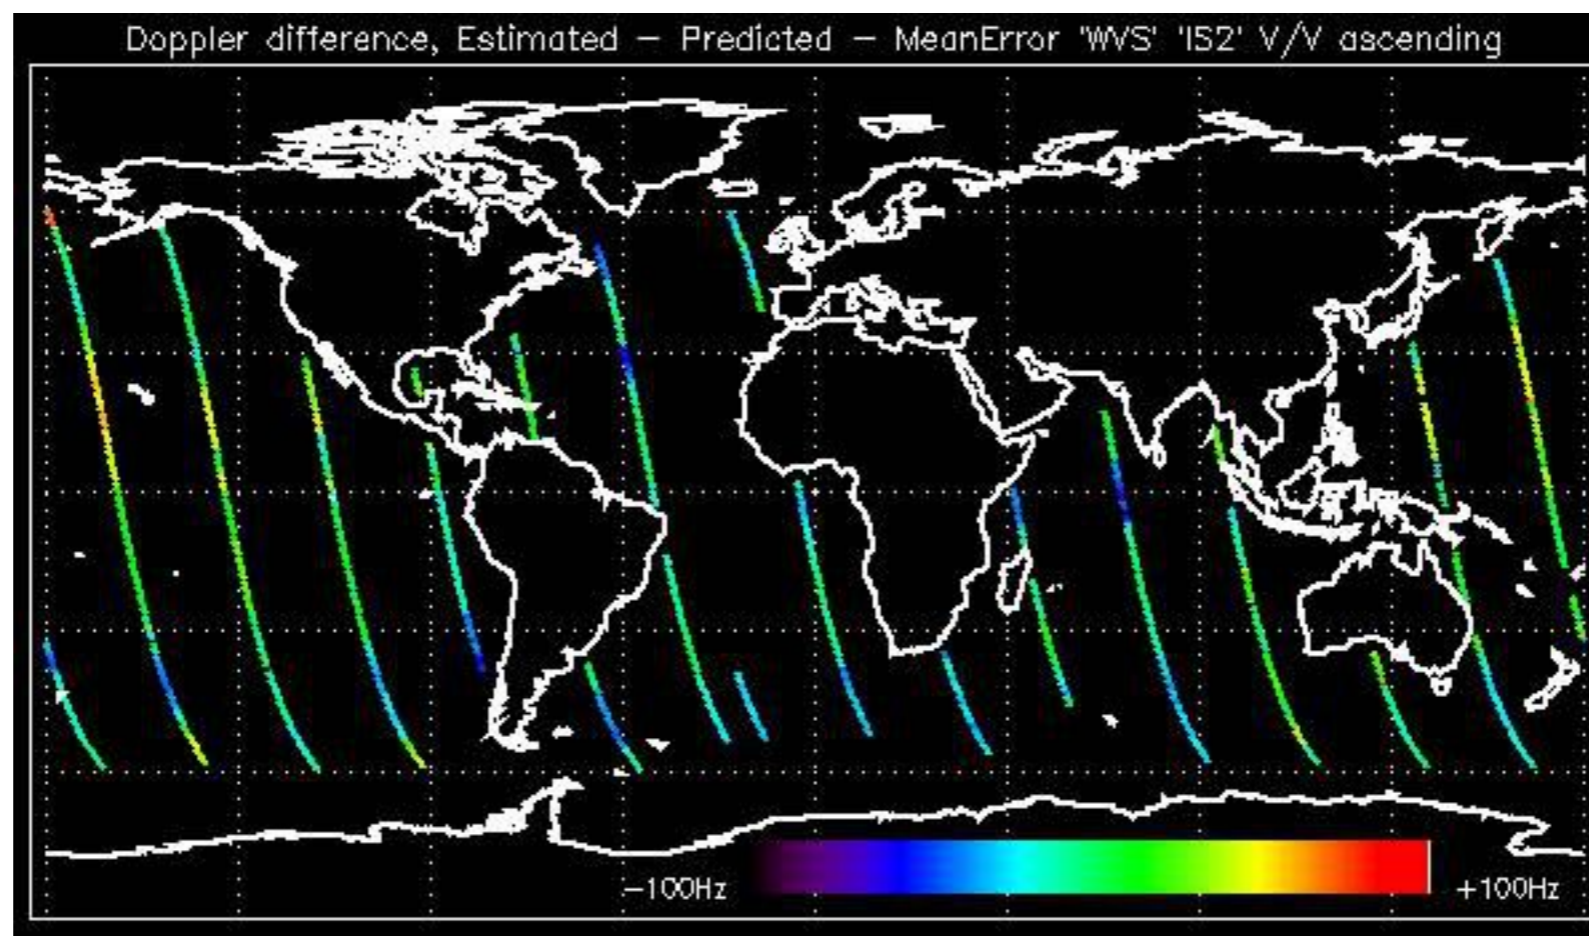 Doppler difference, Estimated – Predicted – MeanError 'WVS' 'IS2' V/V ascending
–100Hz
+100Hz